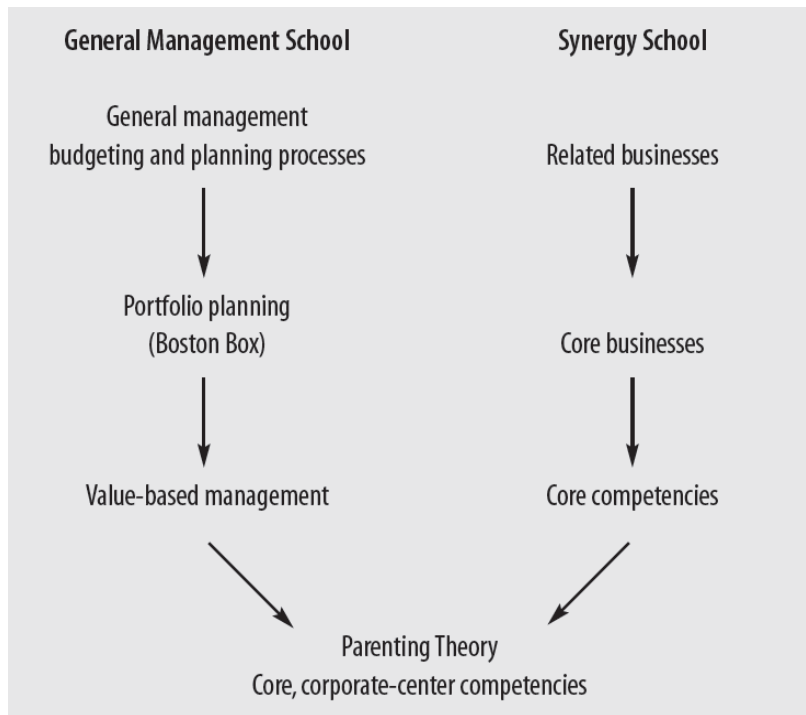 General Management School
Synergy School
General management
budgeting and planning processes
Related businesses
Portfolio planning
(Boston Box)
Core businesses
Value-based management
Core competencies
Parenting Theory
Core, corporate-center competencies